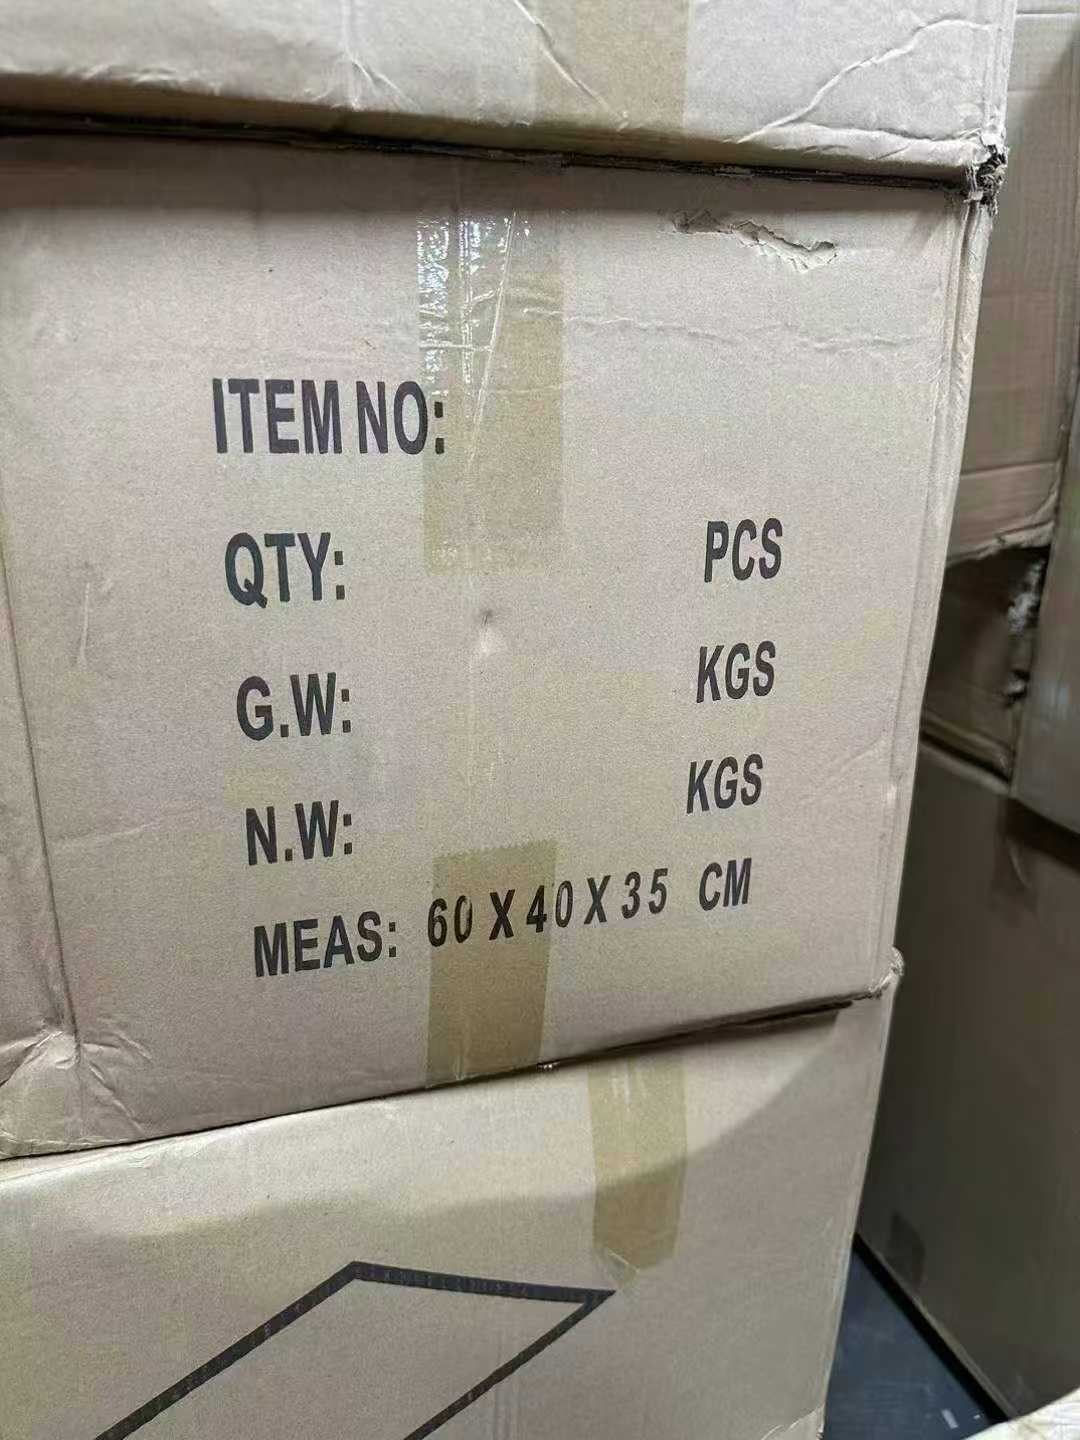 ITEM NO:
QTY: PCS
G.W: KGS
N.W: KGS
MEAS: 60 X 40 X 35 CM